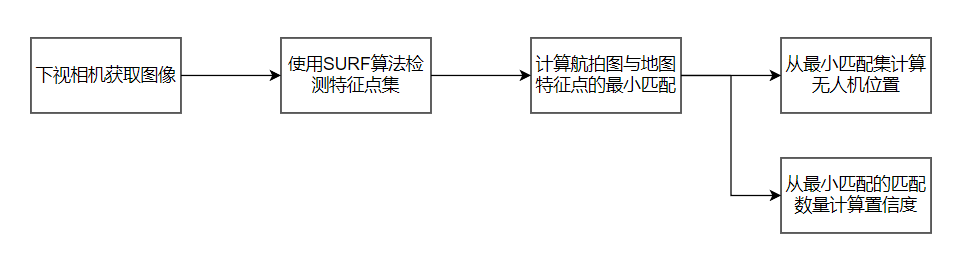 下视相机获取图像
使用SURF算法检
测特征点集
计算航拍图与地图
特征点的最小匹配
从最小匹配集计算
无人机位置
从最小匹配的匹配
数量计算置信度